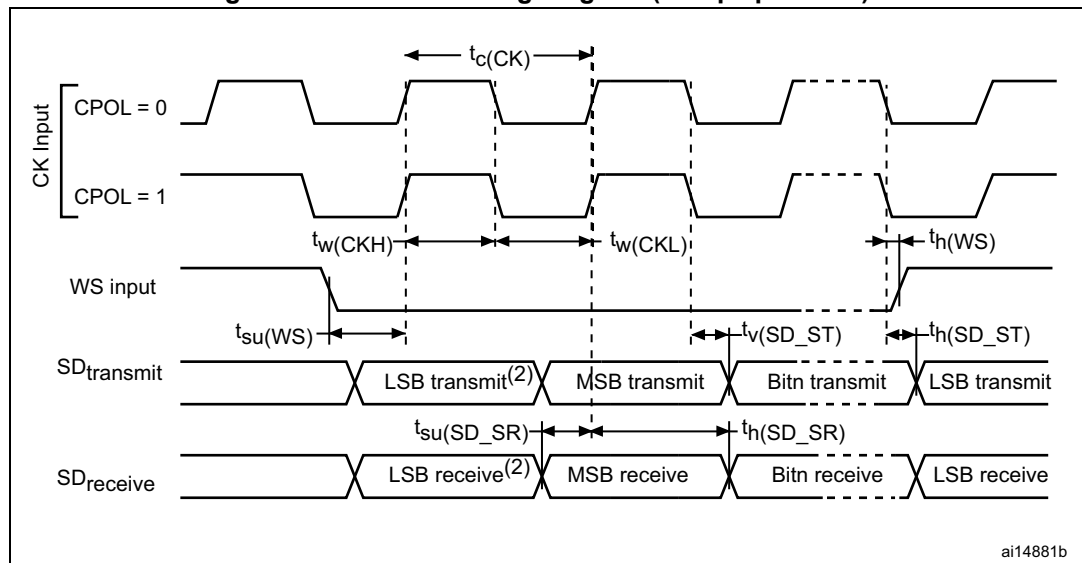 tc(CK)
CK Input
CPOL = 0
CPOL = 1
tw(CKH)
tw(CKL)
th(WS)
WS input
tsu(WS)
tv(SD_ST)
th(SD_ST)
SDtransmit
LSB transmit(2)
MSB transmit
Bitn transmit
LSB transmit
tsu(SD_SR)
th(SD_SR)
SDreceive
LSB receive(2)
MSB receive
Bitn receive
LSB receive
ai14881b